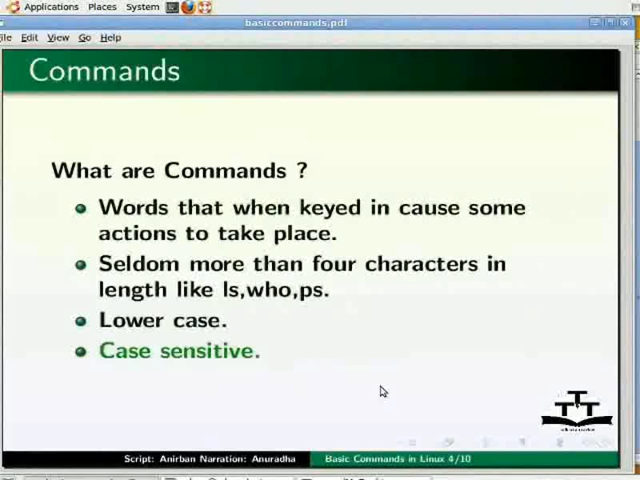 Applications Places System
basiccommands.pdf
File Edit View Go Help
Commands
What are Commands ?
Words that when keyed in cause some
actions to take place.
Seldom more than four characters in
length like ls,who,ps.
Lower case.
Case sensitive.
Script: Anirban Narration: Anuradha Basic Commands in Linux 4/10